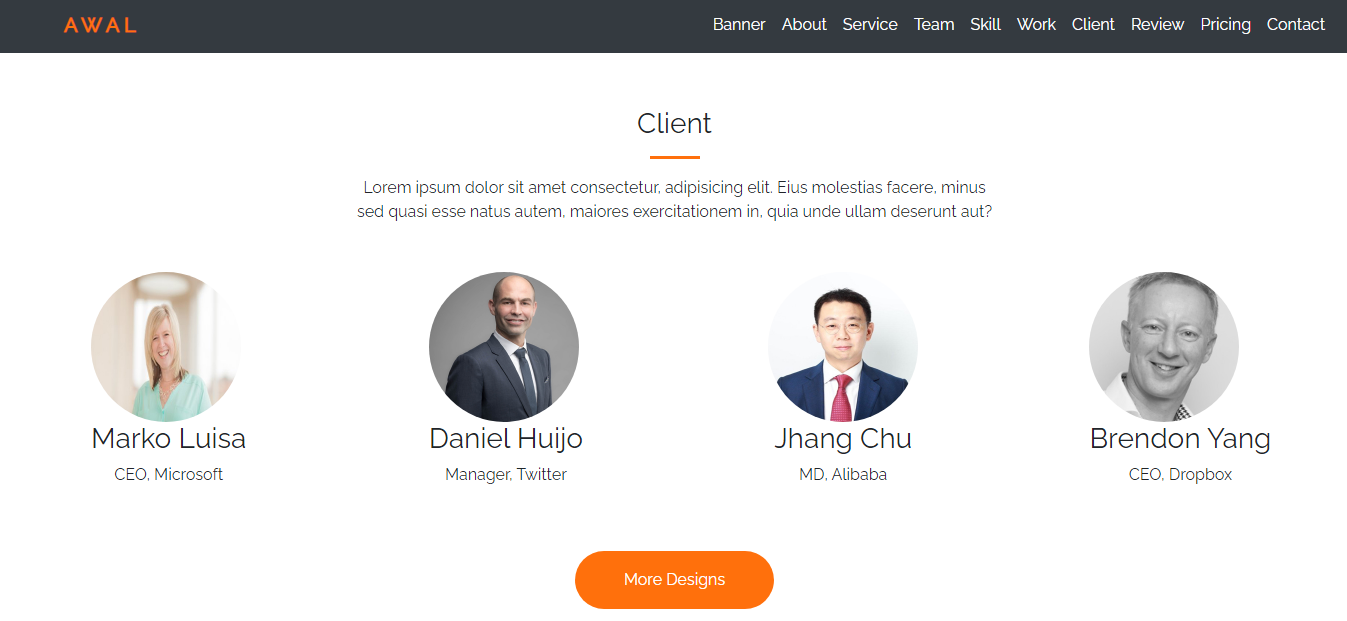 AWAL
Banner About Service Team Skill Work Client Review Pricing Contact
Client
Lorem ipsum dolor sit amet consectetur, adipisicing elit. Eius molestias facere, minus
sed quasi esse natus autem, maiores exercitationem in, quia unde ullam deserunt aut?
Marko Luisa
CEO, Microsoft
Daniel Huijo
Manager, Twitter
Jhang Chu
MD, Alibaba
Brendon Yang
CEO, Dropbox
More Designs